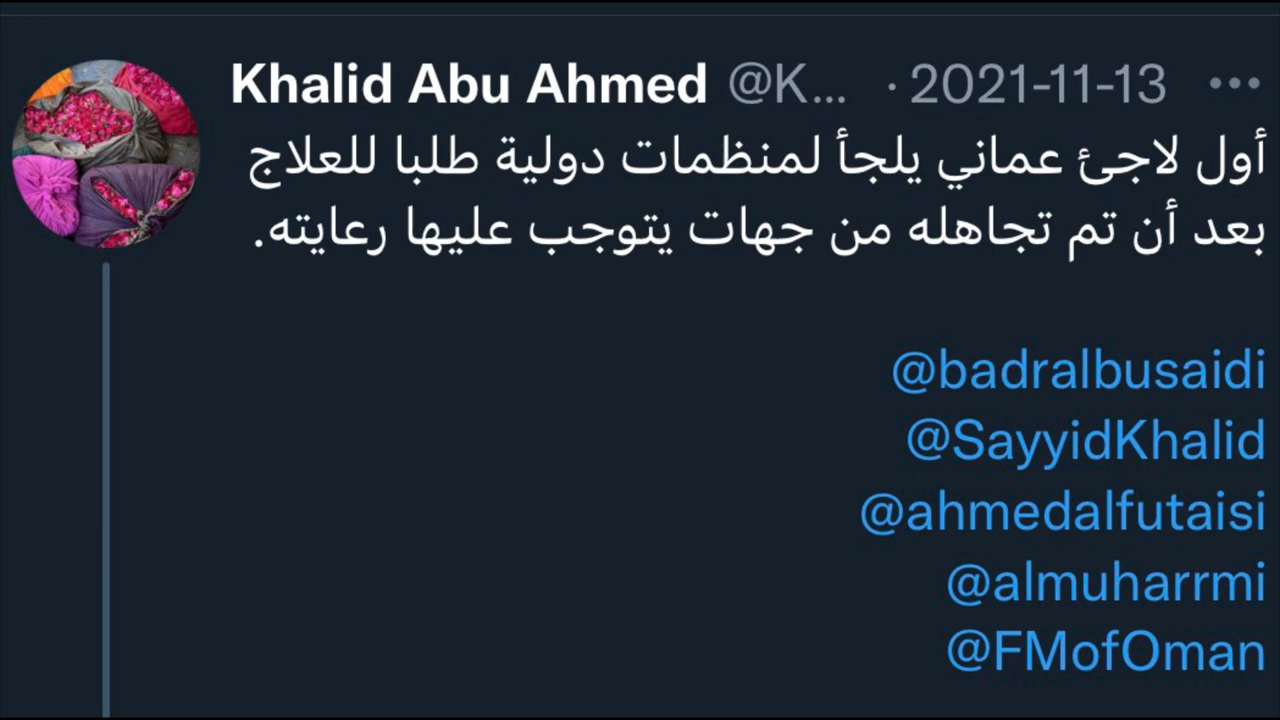 Khalid Abu Ahmed @K... · 2021-11-13
أول لاجئ عماني يلجأ لمنظمات دولية طلبا للعلاج
بعد أن تم تجاهله من جهات يتوجب عليها رعايته.
@badralbusaidi
@SayyidKhalid
@ahmedalfutaisi
@almuharrmi
@FMofOman